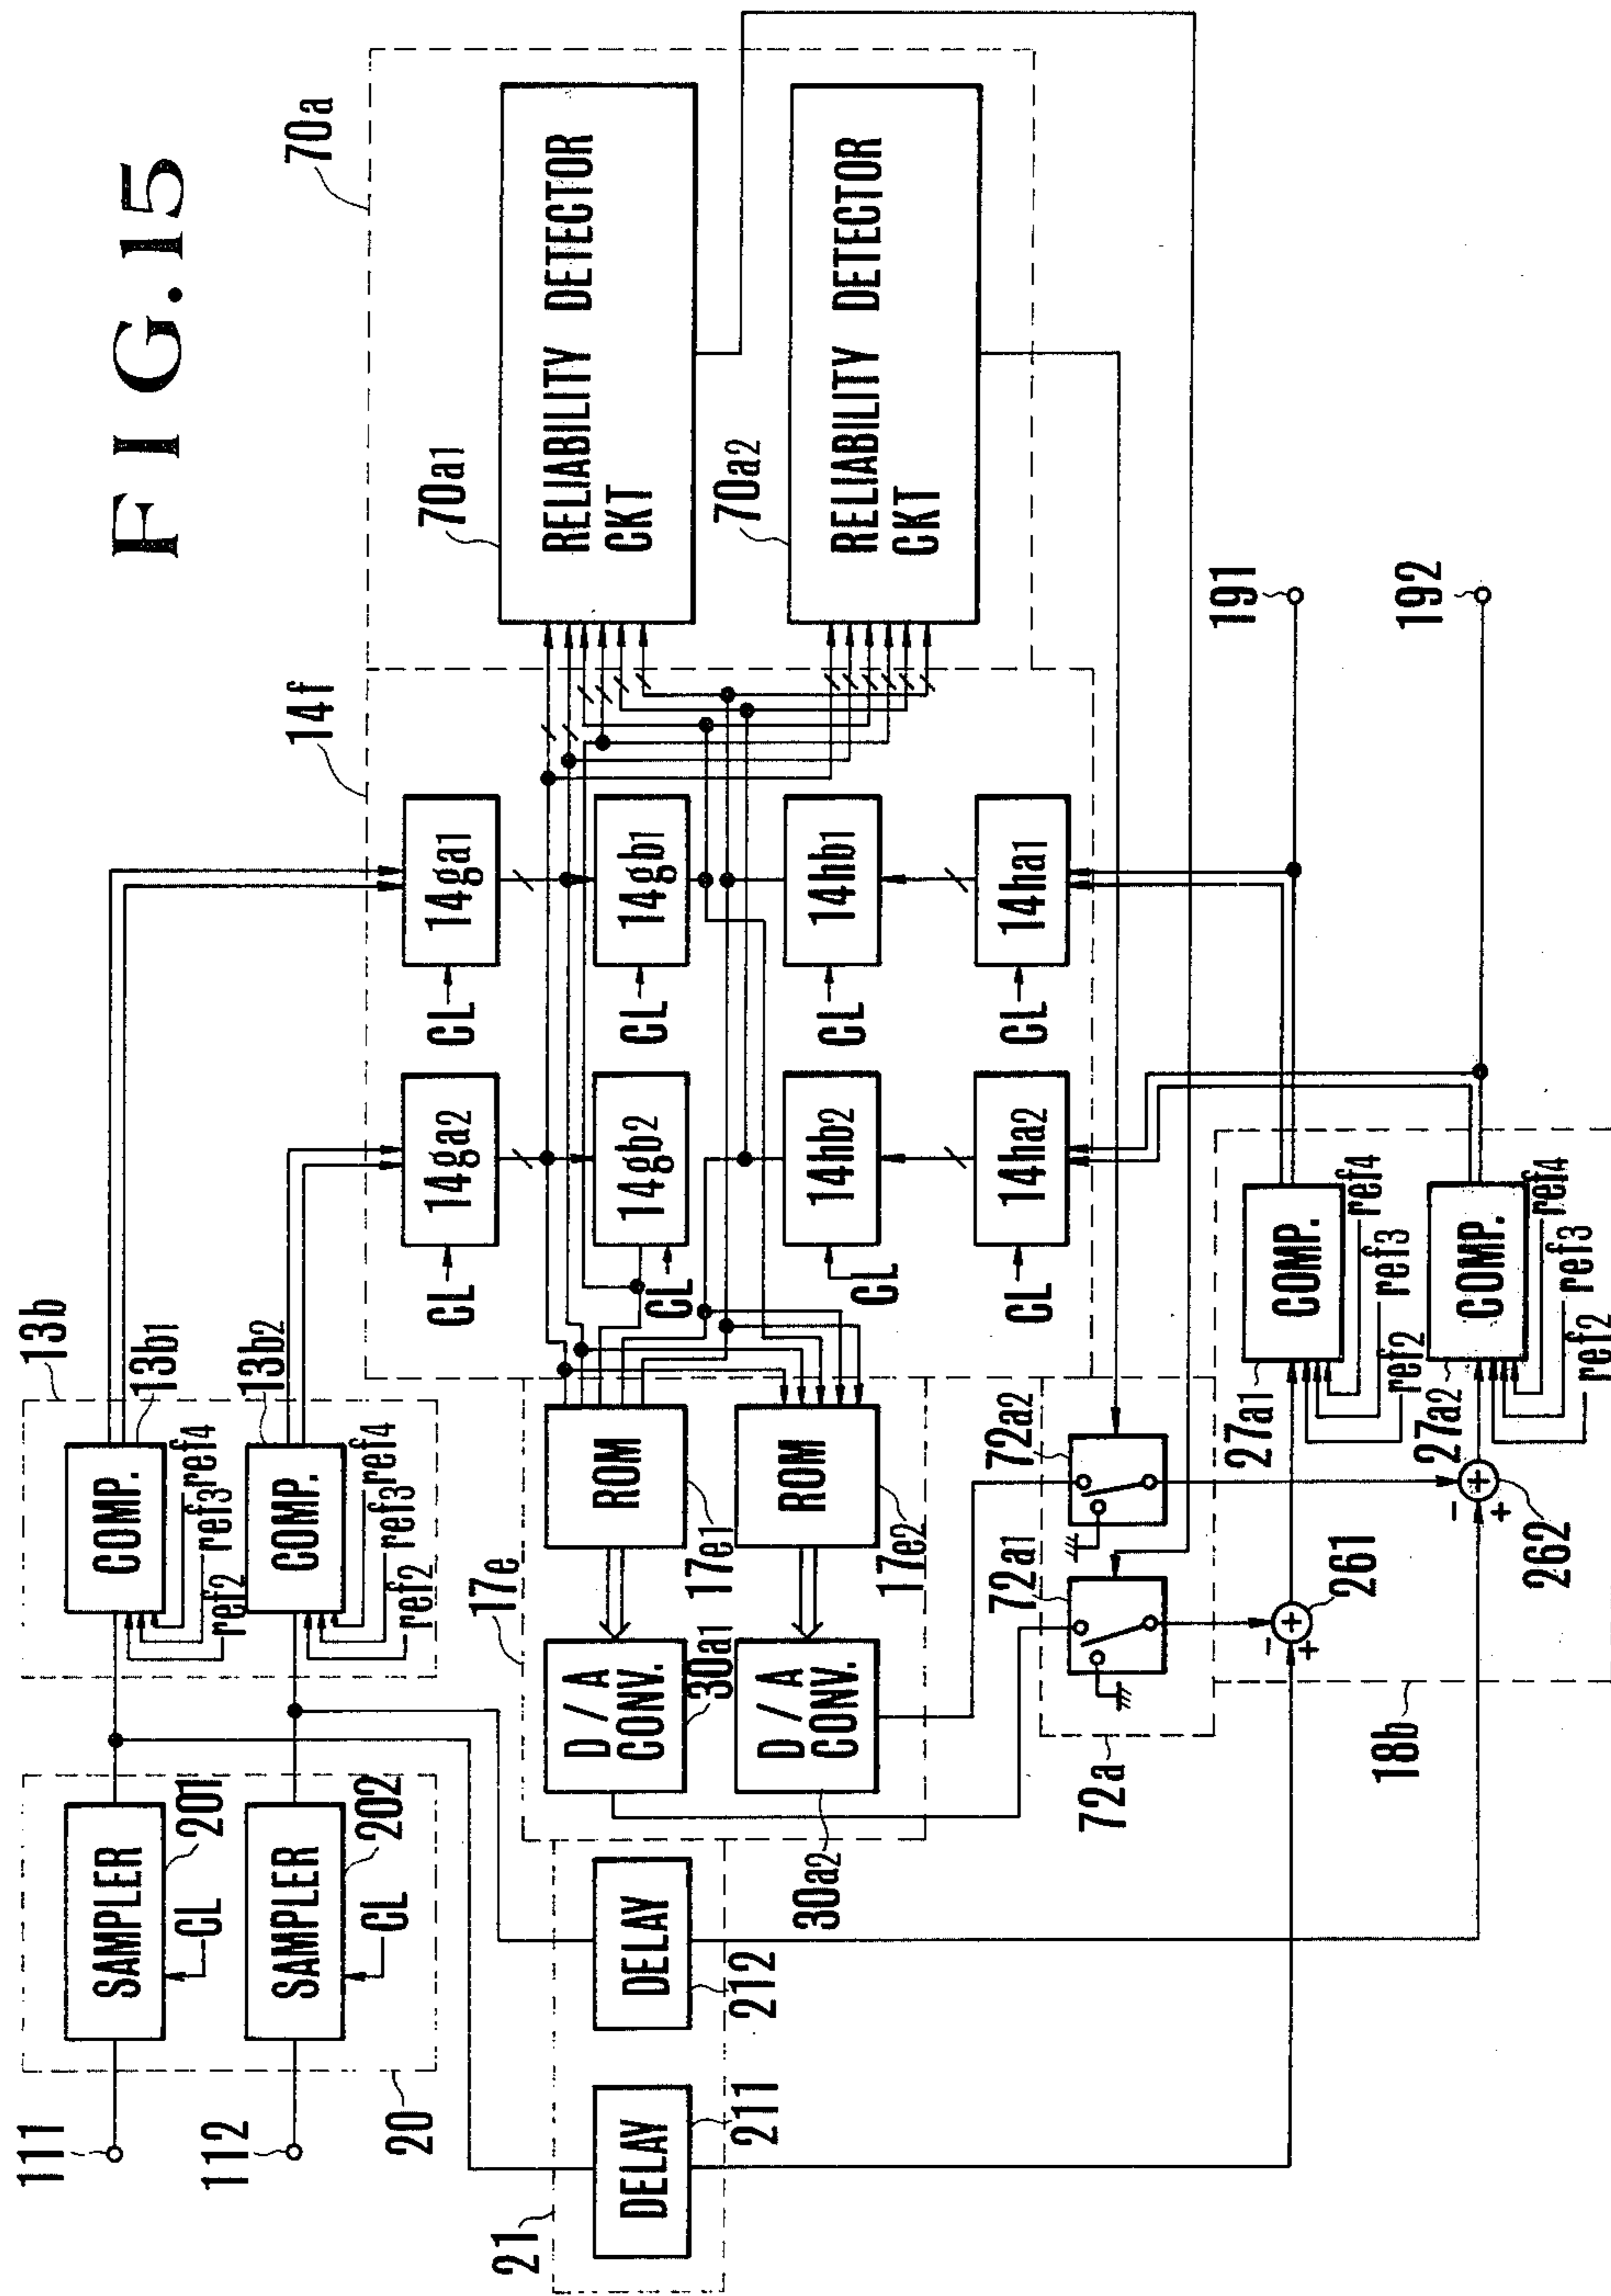 FIG.15
111
112
SAMPLER
201
CL
SAMPLER
202
CL
20
13b
COMP.
13b1
ref2
ref3
ref4
COMP.
13b2
ref2
ref3
ref4
14f
CL
14ga2
CL
14ga1
CL
14gb2
CL
14gb1
CL
14hb2
CL
14hb1
CL
14ha2
CL
14ha1
70a
70a1
RELIABILITY DETECTOR
CKT
70a2
RELIABILITY DETECTOR
CKT
21
DELAY
211
DELAY
212
17e
D/A
CONV.
30a1
ROM
17e1
D/A
CONV.
30a2
ROM
17e2
72a
72a1
72a2
18b
-
+
261
-
+
262
27a1
COMP.
ref2
ref3
ref4
27a2
COMP.
ref2
ref3
ref4
191
192